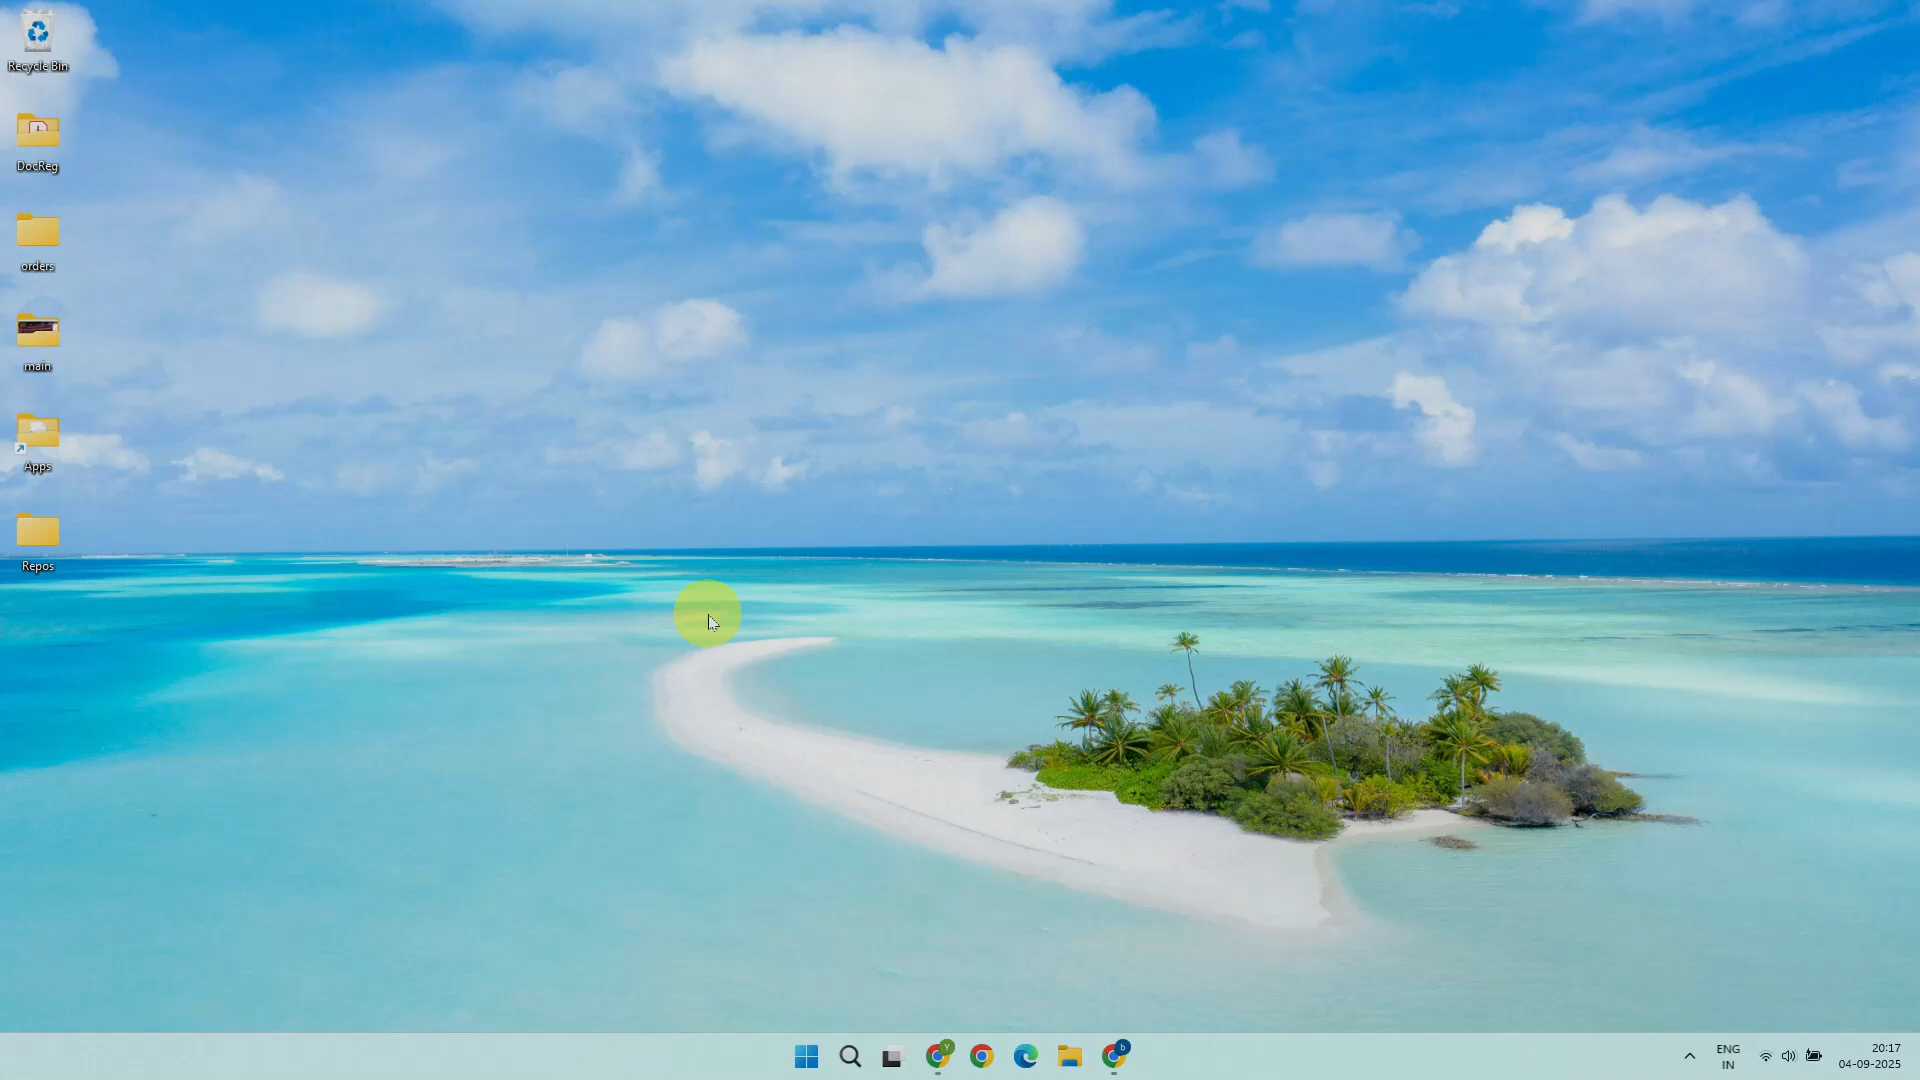 Recycle Bin
DocReg
orders
main
Apps
Repos
Y
b
ENG
IN
20:17
04-09-2025